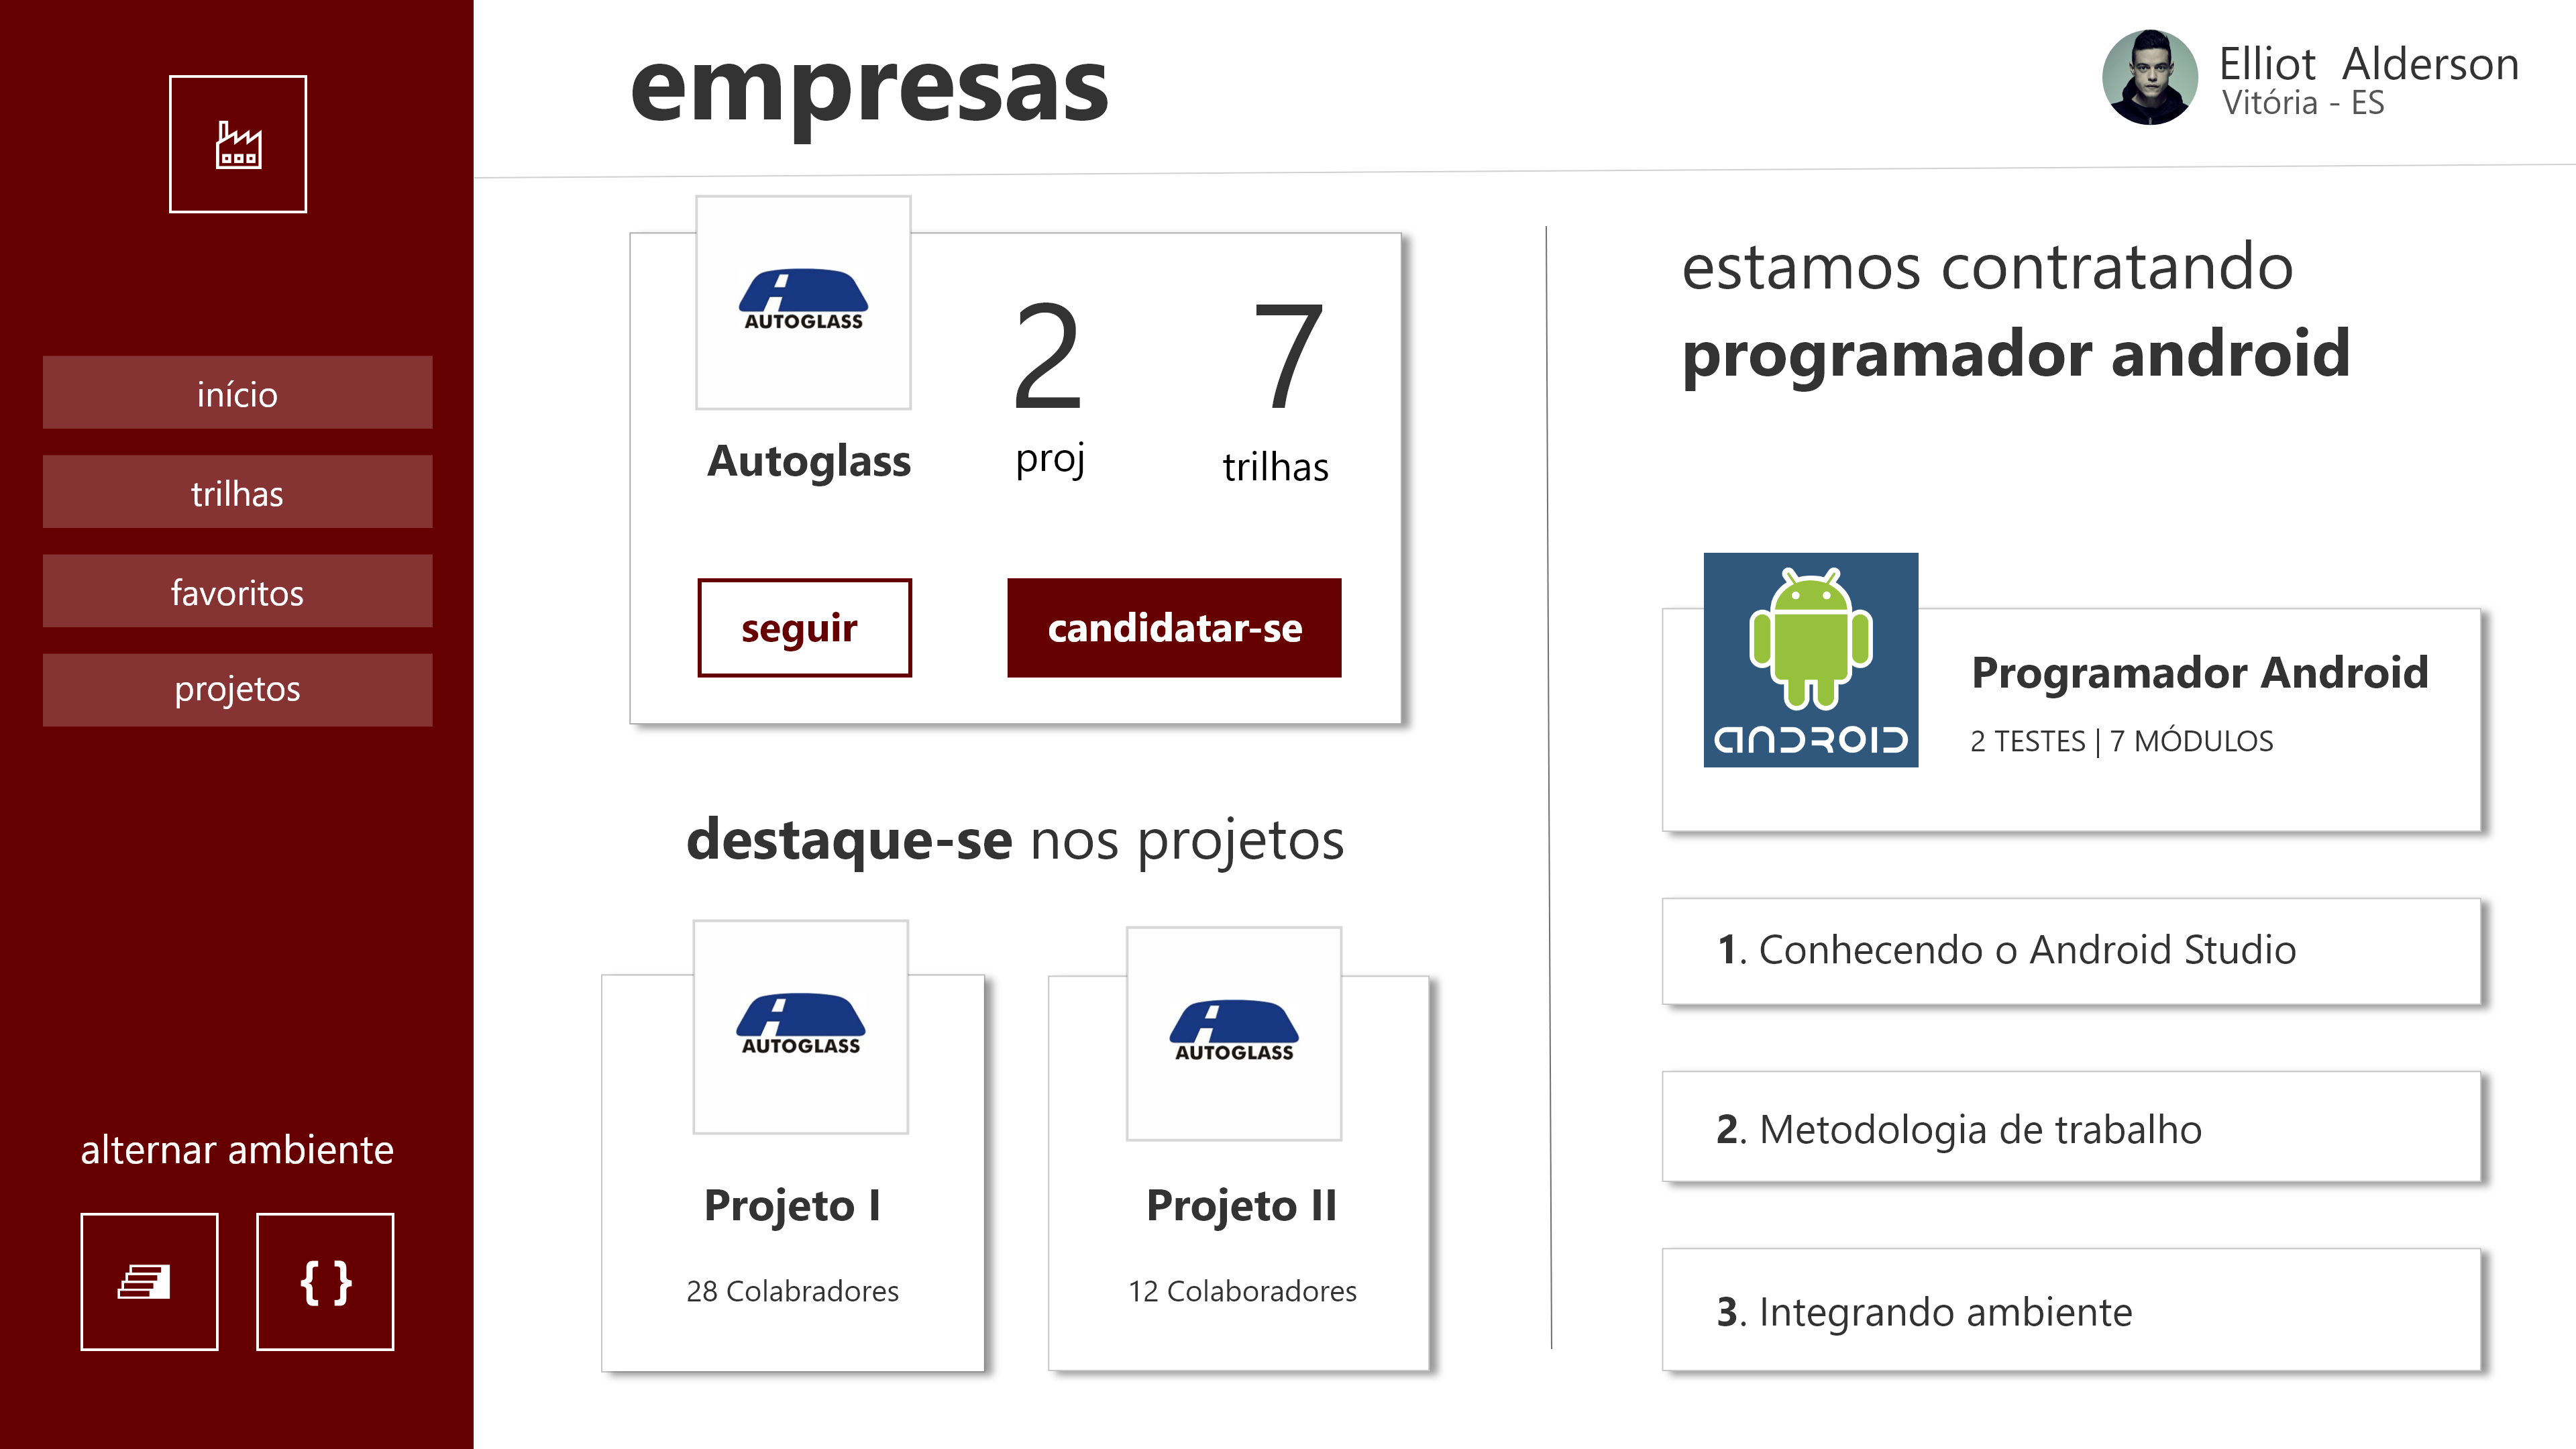 empresas
Elliot Alderson
Vitória - ES
início
trilhas
favoritos
projetos
alternar ambiente
{ }
AUTOGLASS
Autoglass
2
proj
7
trilhas
seguir
candidatar-se
destaque-se nos projetos
AUTOGLASS
Projeto I
28 Colabradores
AUTOGLASS
Projeto II
12 Colaboradores
estamos contratando
programador android
ANDROID
Programador Android
2 TESTES | 7 MÓDULOS
1. Conhecendo o Android Studio
2. Metodologia de trabalho
3. Integrando ambiente